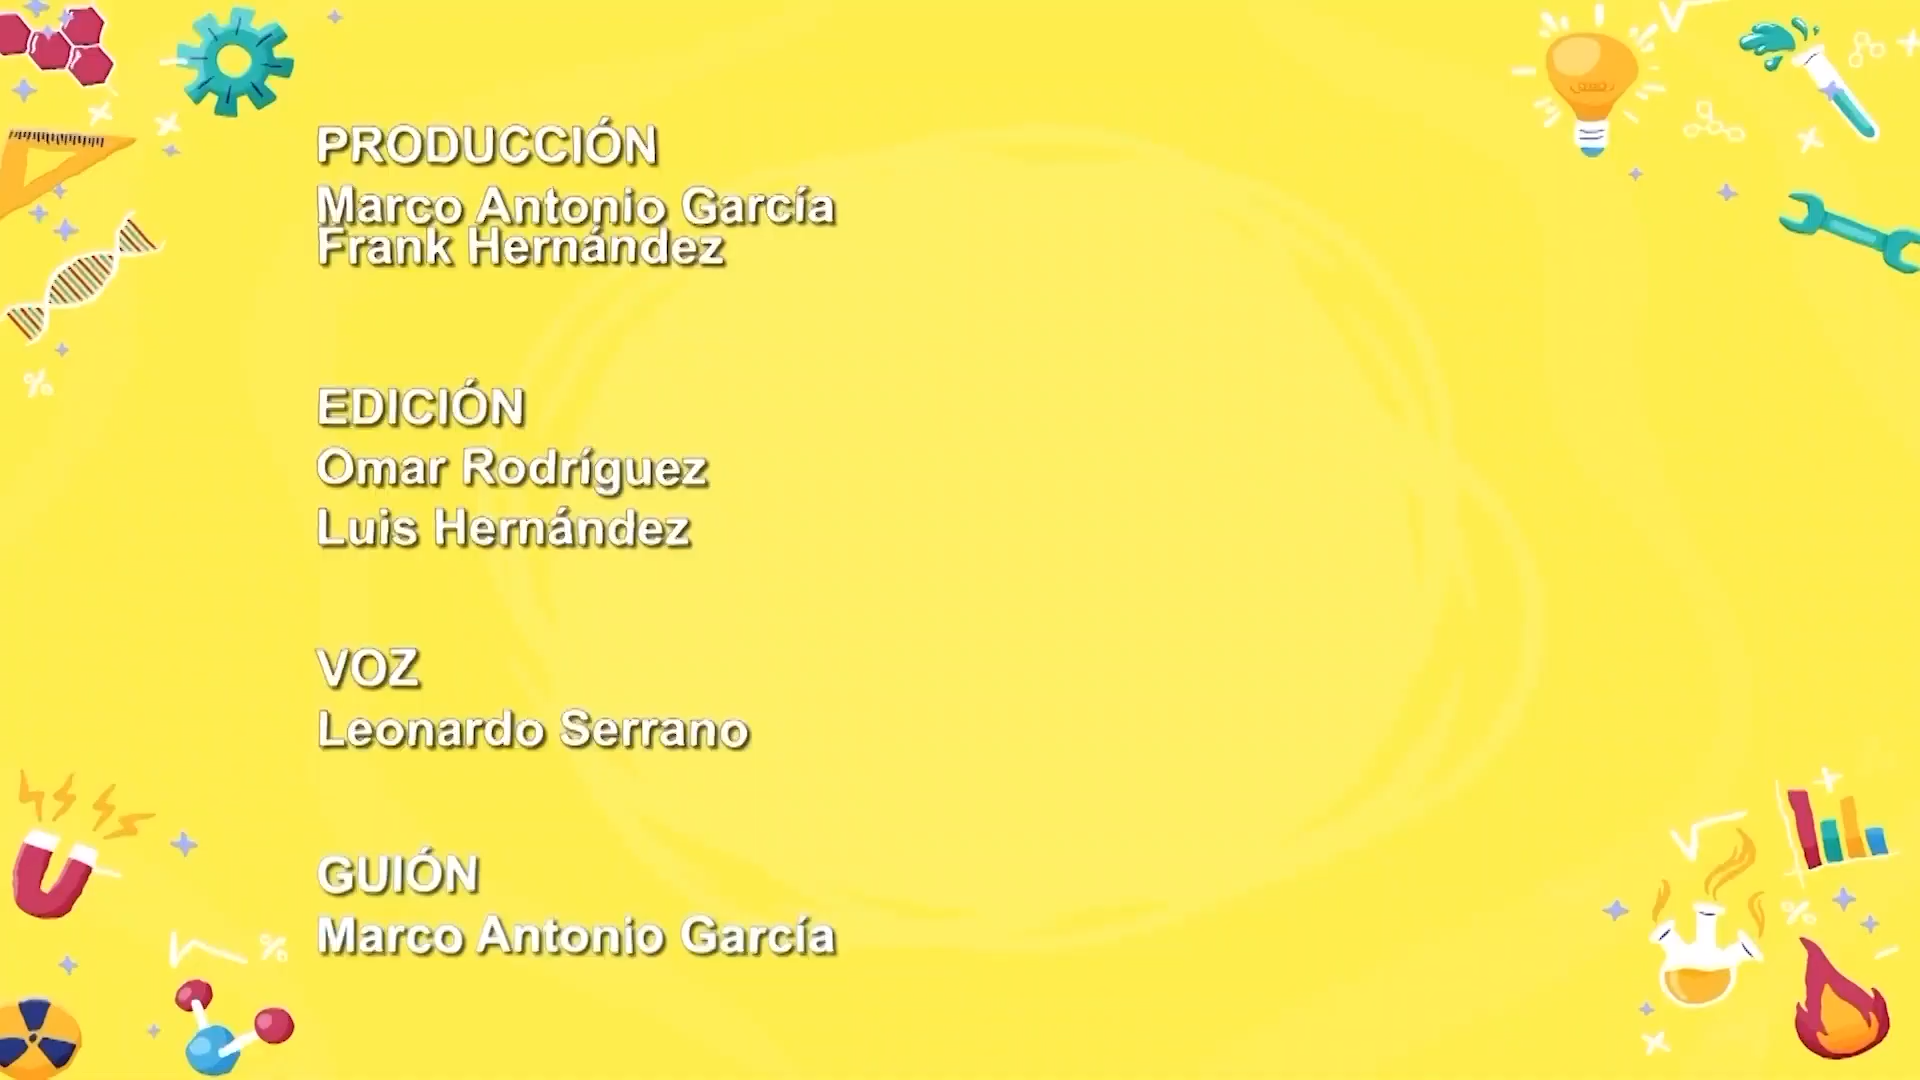 PRODUCCIÓN
Marco Antonio García
Frank Hernández
EDICIÓN
Omar Rodríguez
Luis Hernández
VOZ
Leonardo Serrano
GUIÓN
Marco Antonio García